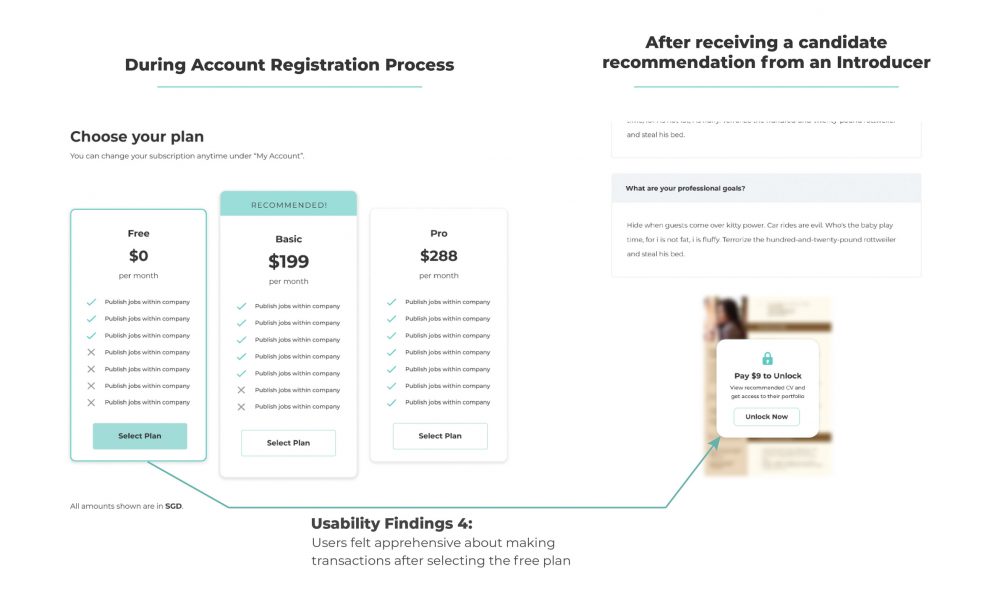 During Account Registration Process
After receiving a candidate
recommendation from an Introducer
Choose your plan
You can change your subscription anytime under “My Account”.
Free
$0
per month
Publish jobs within company
Publish jobs within company
Publish jobs within company
Publish jobs within company
Publish jobs within company
Publish jobs within company
Publish jobs within company
Select Plan
RECOMMENDED!
Basic
$199
per month
Publish jobs within company
Publish jobs within company
Publish jobs within company
Publish jobs within company
Publish jobs within company
Publish jobs within company
Publish jobs within company
Select Plan
Pro
$288
per month
Publish jobs within company
Publish jobs within company
Publish jobs within company
Publish jobs within company
Publish jobs within company
Publish jobs within company
Publish jobs within company
Select Plan
All amounts shown are in SGD.
and steal his bed.
What are your professional goals?
Hide when guests come over kitty power. Car rides are evil. Who's the baby play
time, for i is not fat, i is fluffy. Terrorize the hundred-and-twenty-pound rottweiler
and steal his bed.
Pay $9 to Unlock
View recommended CV and
get access to their portfolio
Unlock Now
Usability Findings 4:
Users felt apprehensive about making
transactions after selecting the free plan